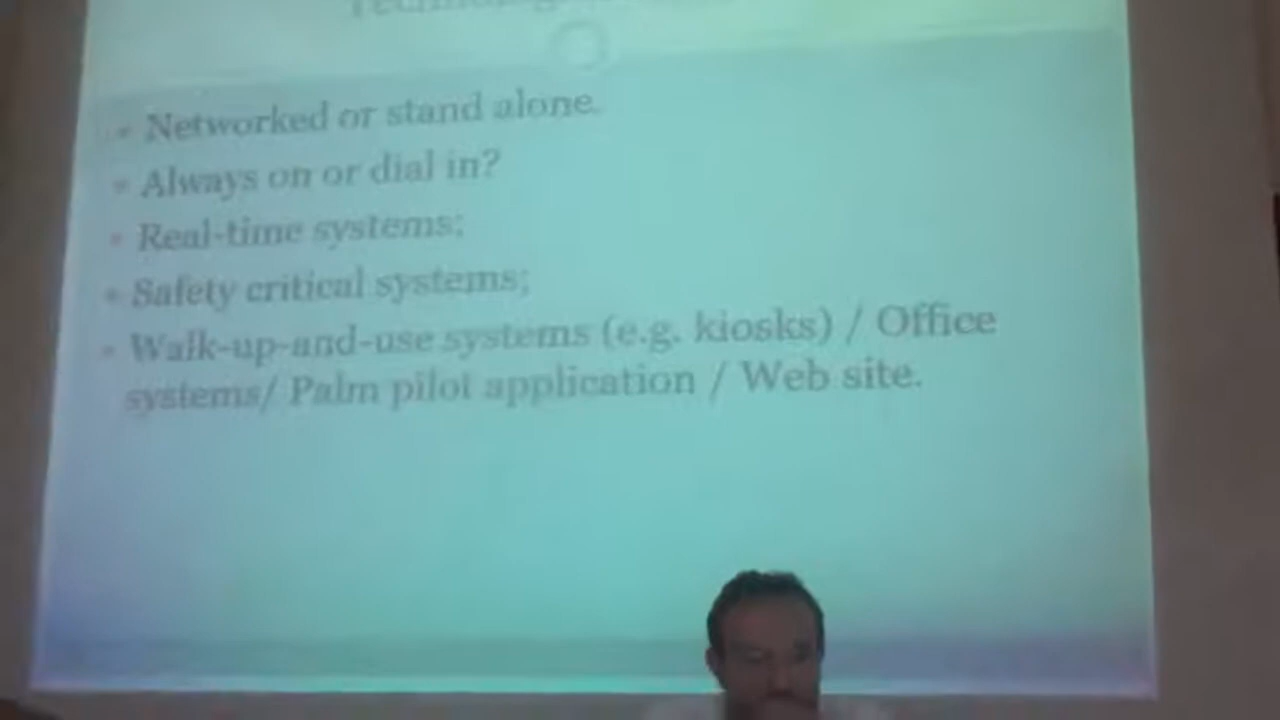 • Networked or stand alone.
• Always on or dial in?
• Real-time systems;
• Safety critical systems;
• Walk-up-and-use systems (e.g. kiosks) / Office
systems/ Palm pilot application / Web site.